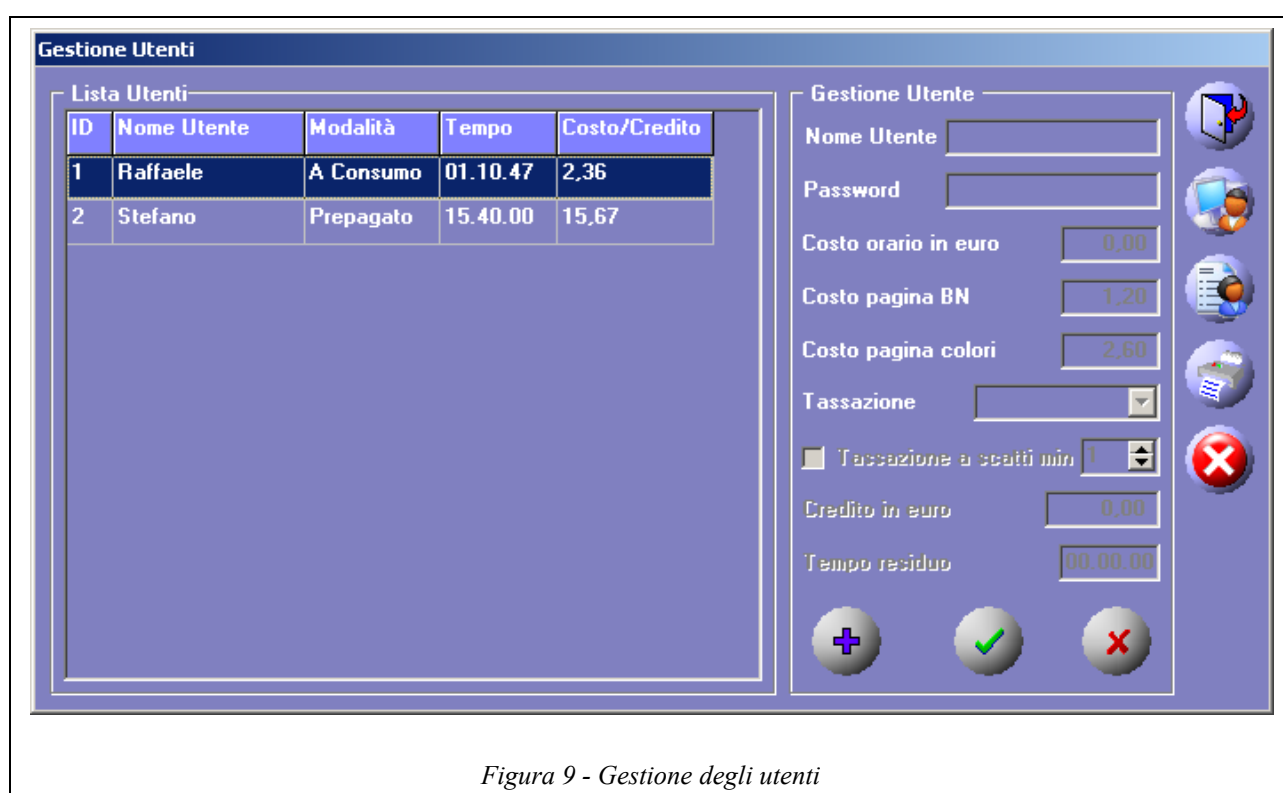 Gestione Utenti
Lista Utenti
ID Nome Utente Modalità Tempo Costo/Credito
1 Raffaele A Consumo 01.10.47 2,36
2 Stefano Prepagato 15.40.00 15,67
Gestione Utente
Nome Utente
Password
Costo orario in euro 0,00
Costo pagina BN 1,20
Costo pagina colori 2,60
Tassazione
Tassazione a scatti min 1
Credito in euro 0,00
Tempo residuo 00.00.00
Figura 9 - Gestione degli utenti